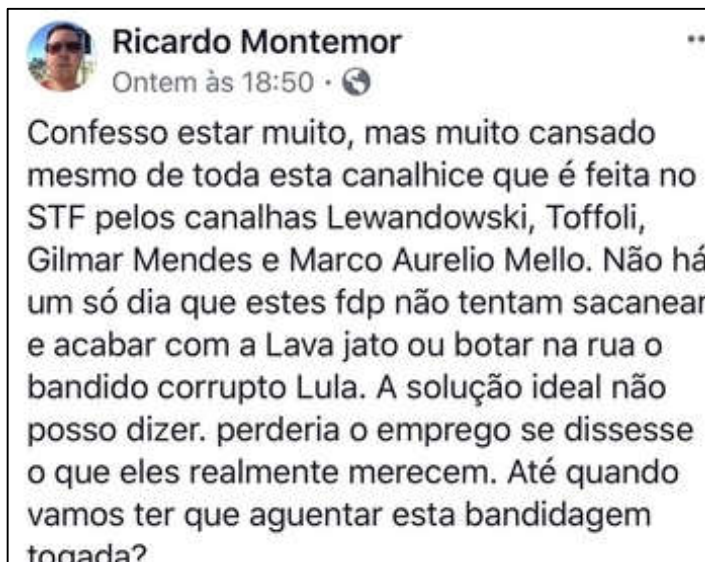 Ricardo Montemor
Ontem às 18:50 ·
Confesso estar muito, mas muito cansado
mesmo de toda esta canalhice que é feita no
STF pelos canalhas Lewandowski, Toffoli,
Gilmar Mendes e Marco Aurelio Mello. Não há
um só dia que estes fdp não tentam sacanear
e acabar com a Lava jato ou botar na rua o
bandido corrupto Lula. A solução ideal não
posso dizer. perderia o emprego se dissesse
o que eles realmente merecem. Até quando
vamos ter que aguentar esta bandidagem
togada?